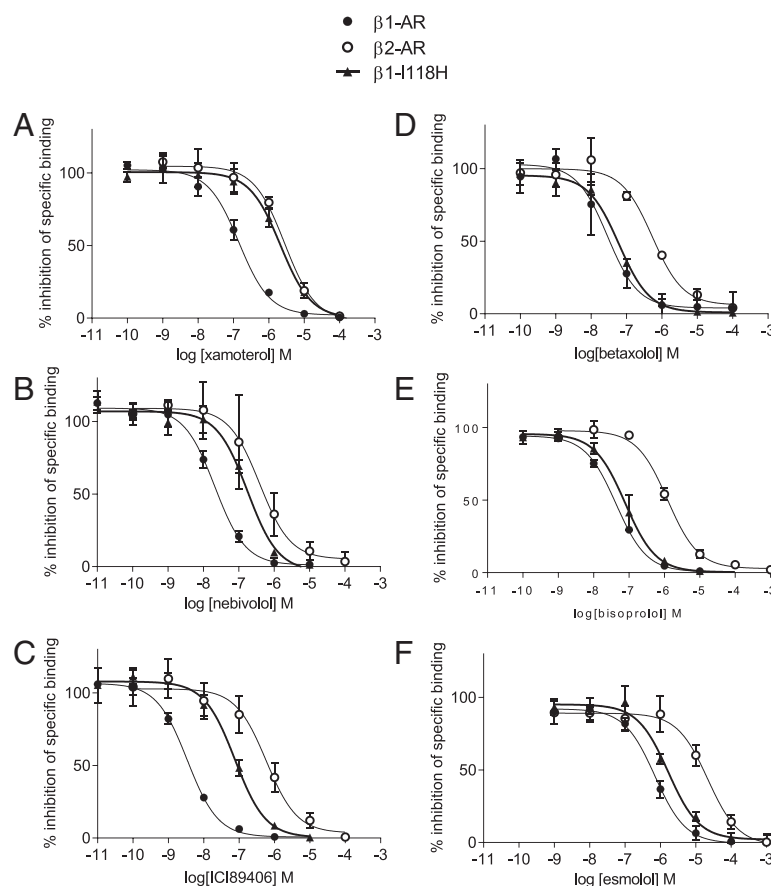 β1-AR
β2-AR
β1-I118H
A
% inhibition of specific binding
100
50
0
-11 -10 -9 -8 -7 -6 -5 -4 -3
log [xamoterol] M
B
% inhibition of specific binding
100
50
0
-11 -10 -9 -8 -7 -6 -5 -4 -3
log [nebivolol] M
C
% inhibition of specific binding
100
50
0
-11 -10 -9 -8 -7 -6 -5 -4 -3
log[ICI89406] M
D
% inhibition of specific binding
100
50
0
-11 -10 -9 -8 -7 -6 -5 -4 -3
log [betaxolol] M
E
% inhibition of specific binding
100
50
0
-11 -10 -9 -8 -7 -6 -5 -4 -3
log[bisoprolol] M
F
% inhibition of specific binding
100
50
0
-11 -10 -9 -8 -7 -6 -5 -4 -3
log [esmolol] M